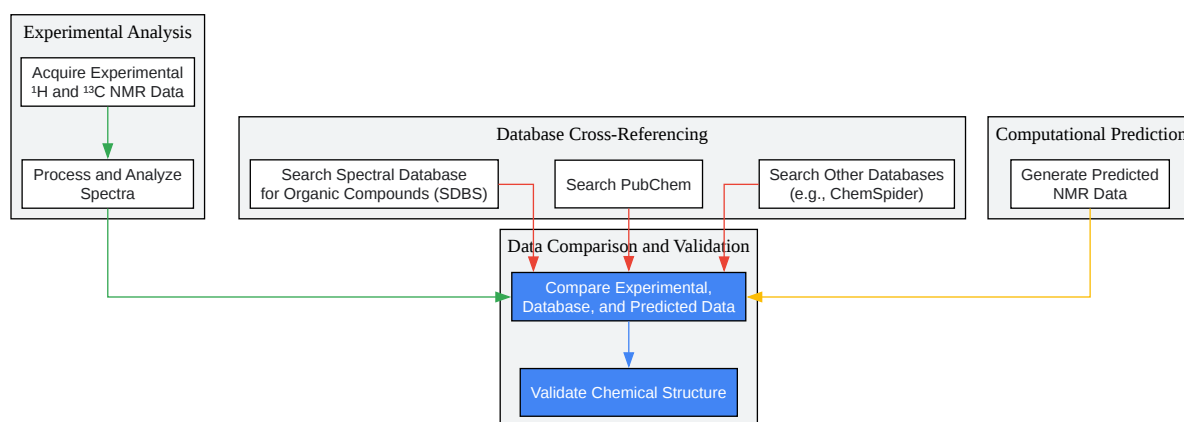 Experimental Analysis
Acquire Experimental
¹H and ¹³C NMR Data
Process and Analyze
Spectra
Database Cross-Referencing
Search Spectral Database
for Organic Compounds (SDBS)
Search PubChem
Search Other Databases
(e.g., ChemSpider)
Computational Prediction
Generate Predicted
NMR Data
Data Comparison and Validation
Compare Experimental,
Database, and Predicted Data
Validate Chemical Structure